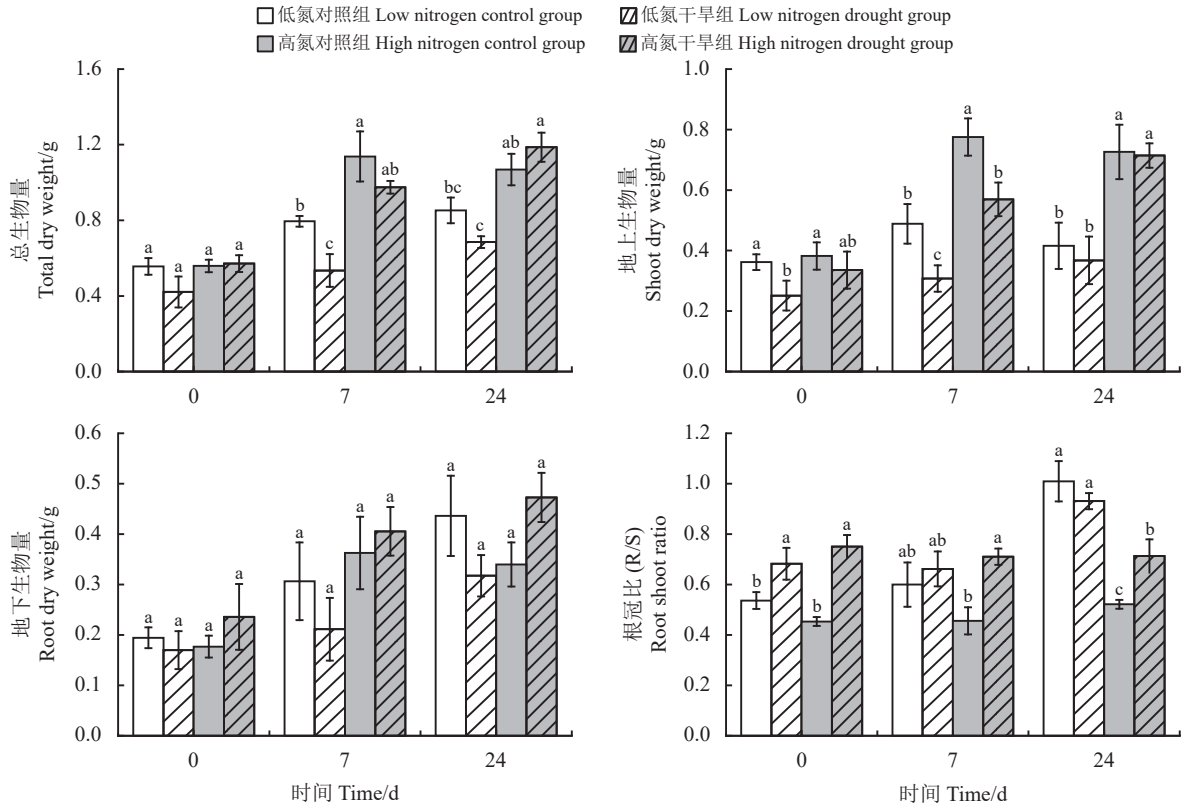 低氮对照组 Low nitrogen control group
低氮干旱组 Low nitrogen drought group
高氮对照组 High nitrogen control group
高氮干旱组 High nitrogen drought group
总生物量
Total dry weight/g
1.6
1.2
0.8
0.4
0.0
a a a a
b c a ab
bc c ab a
0 7 24
地上生物量
Shoot dry weight/g
1.0
0.8
0.6
0.4
0.2
0.0
a b a ab
b c a b
b b a a
0 7 24
地下生物量
Root dry weight/g
0.6
0.5
0.4
0.3
0.2
0.1
0.0
a a a a
a a a a
a a a a
0 7 24
时间 Time/d
根冠比 (R/S)
Root shoot ratio
1.2
1.0
0.8
0.6
0.4
0.2
0.0
b a b a
ab ab b a
a a c b
0 7 24
时间 Time/d